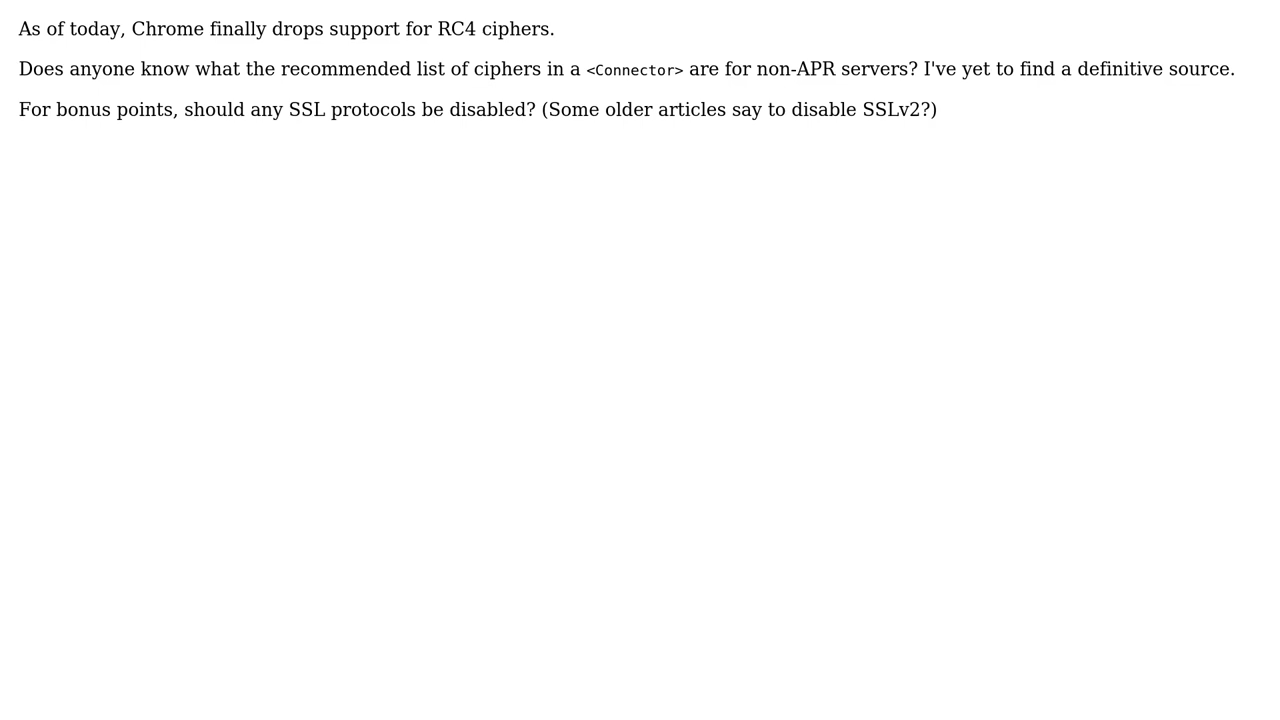 As of today, Chrome finally drops support for RC4 ciphers.
Does anyone know what the recommended list of ciphers in a <Connector> are for non-APR servers? I've yet to find a definitive source.
For bonus points, should any SSL protocols be disabled? (Some older articles say to disable SSLv2?)